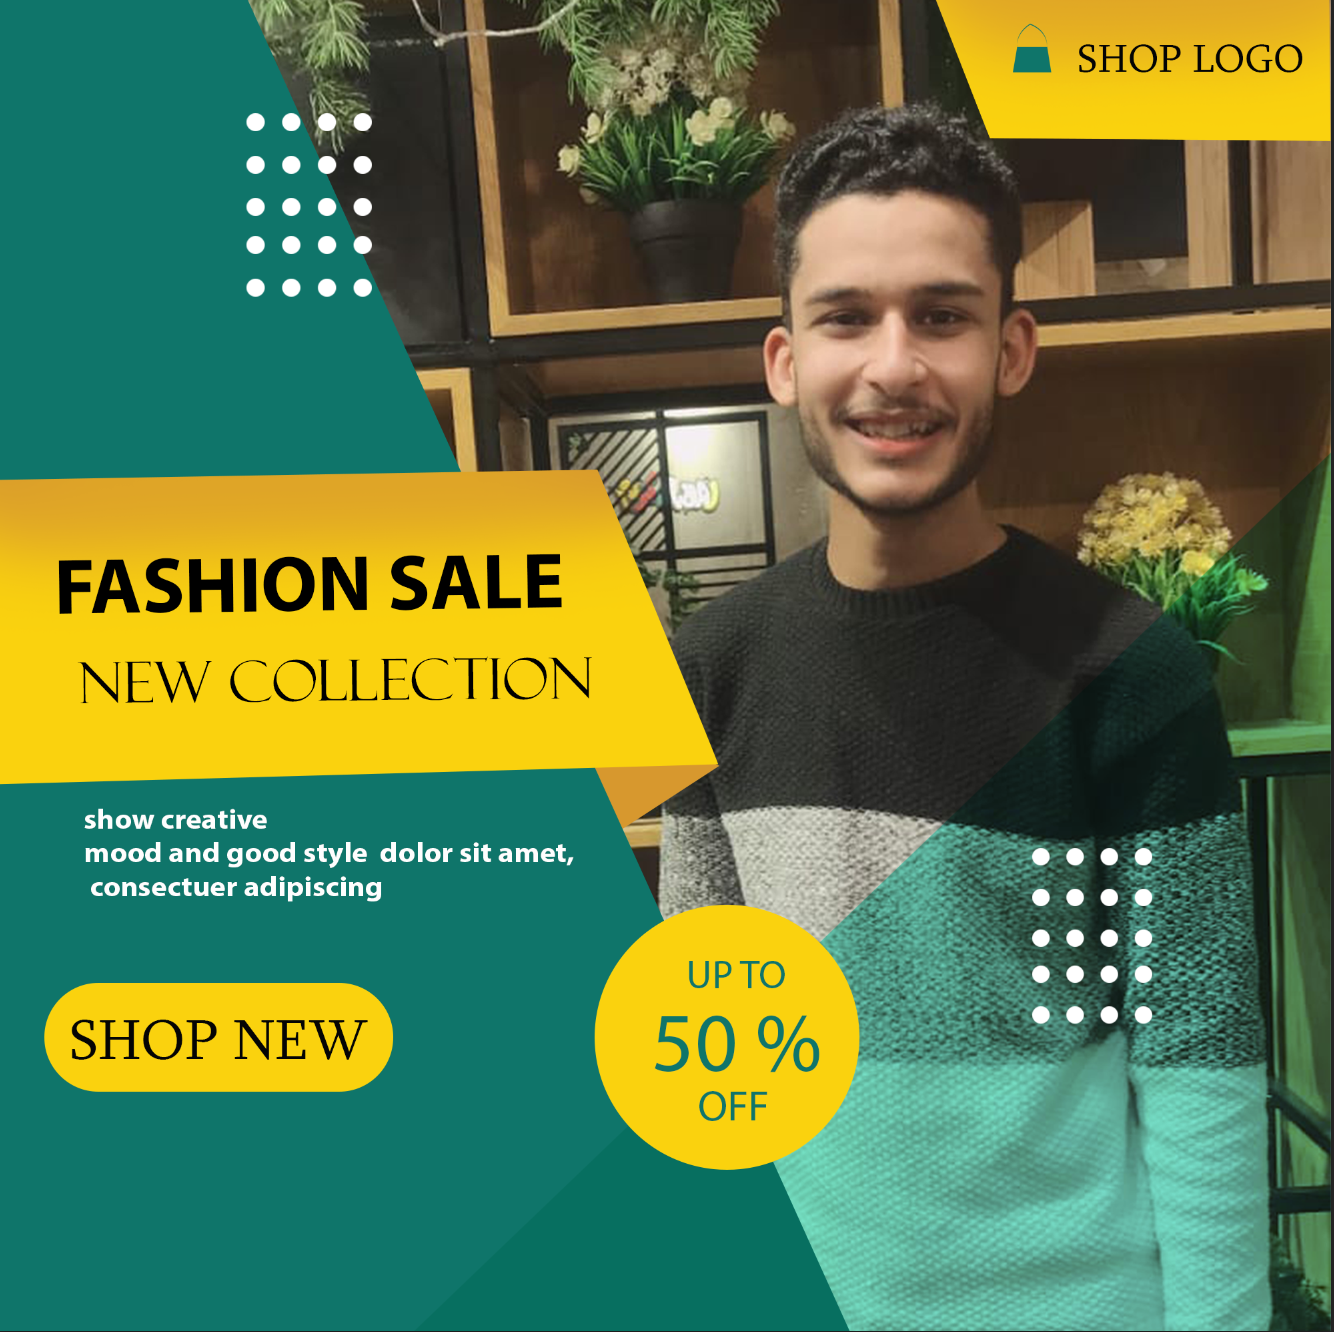 SHOP LOGO
FASHION SALE
NEW COLLECTION
show creative
mood and good style dolor sit amet,
consectuer adipiscing
SHOP NEW
UP TO
50 %
OFF